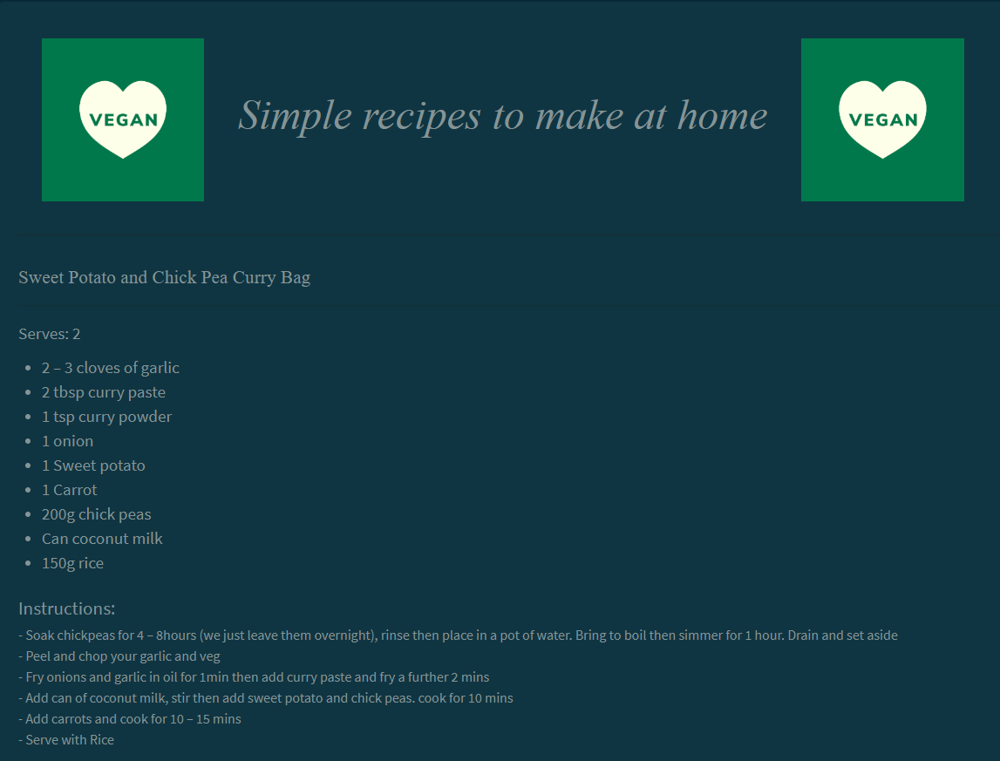 VEGAN
Simple recipes to make at home
VEGAN
Sweet Potato and Chick Pea Curry Bag
Serves: 2
• 2 – 3 cloves of garlic
• 2 tbsp curry paste
• 1 tsp curry powder
• 1 onion
• 1 Sweet potato
• 1 Carrot
• 200g chick peas
• Can coconut milk
• 150g rice
Instructions:
- Soak chickpeas for 4 – 8hours (we just leave them overnight), rinse then place in a pot of water. Bring to boil then simmer for 1 hour. Drain and set aside
- Peel and chop your garlic and veg
- Fry onions and garlic in oil for 1min then add curry paste and fry a further 2 mins
- Add can of coconut milk, stir then add sweet potato and chick peas. cook for 10 mins
- Add carrots and cook for 10 – 15 mins
- Serve with Rice